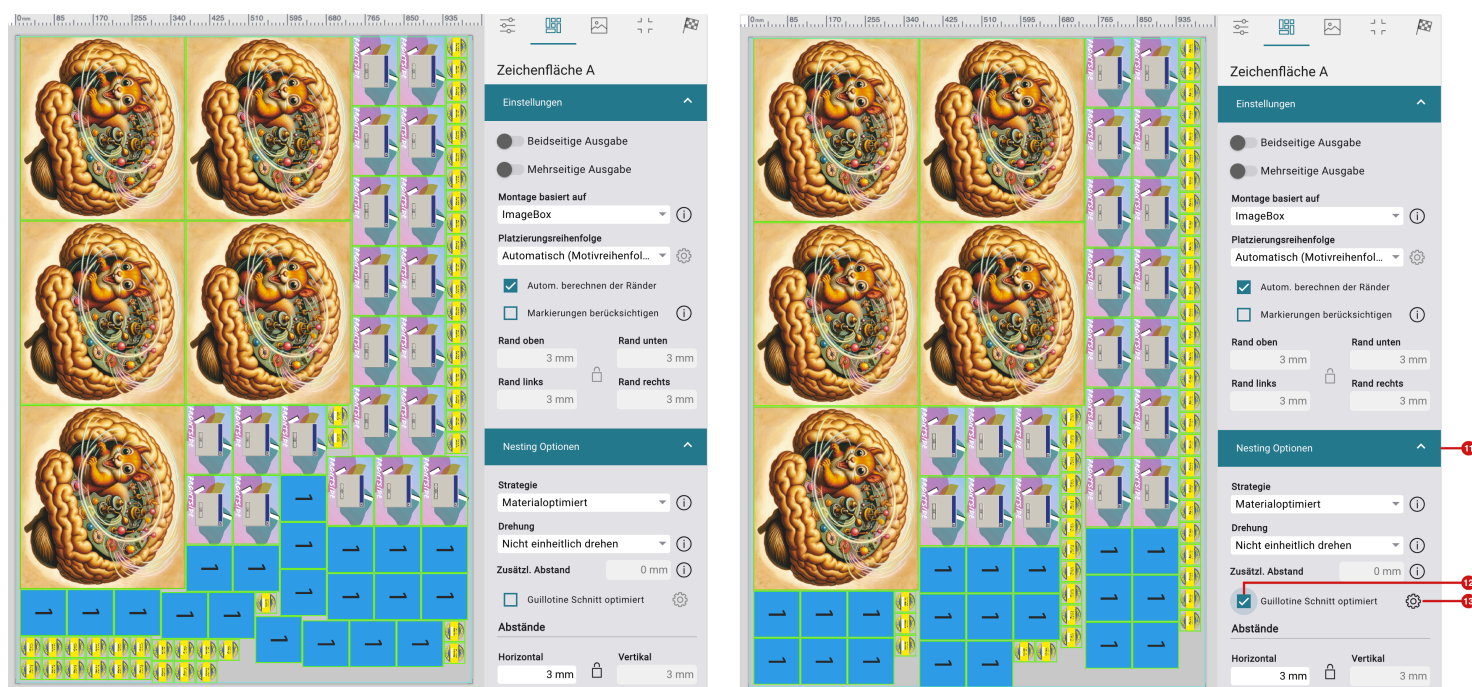 0mm 85 170 255 340 425 510 595 680 765 850 935
Zeichenfläche A
Einstellungen
Beidseitige Ausgabe
Mehrseitige Ausgabe
Montage basiert auf
ImageBox
Platzierungsreihenfolge
Automatisch (Motivreihenfol...
Autom. berechnen der Ränder
Markierungen berücksichtigen
Rand oben Rand unten
3 mm 3 mm
Rand links Rand rechts
3 mm 3 mm
Nesting Optionen
Strategie
Materialoptimiert
Drehung
Nicht einheitlich drehen
Zusätzl. Abstand 0 mm
Guillotine Schnitt optimiert
Abstände
Horizontal Vertikal
3 mm 3 mm
0mm 85 170 255 340 425 510 595 680 765 850 935
Zeichenfläche A
Einstellungen
Beidseitige Ausgabe
Mehrseitige Ausgabe
Montage basiert auf
ImageBox
Platzierungsreihenfolge
Automatisch (Motivreihenfol...
Autom. berechnen der Ränder
Markierungen berücksichtigen
Rand oben Rand unten
3 mm 3 mm
Rand links Rand rechts
3 mm 3 mm
Nesting Optionen 11
Strategie
Materialoptimiert
Drehung
Nicht einheitlich drehen
Zusätzl. Abstand 0 mm
12
Guillotine Schnitt optimiert 13
Abstände
Horizontal Vertikal
3 mm 3 mm